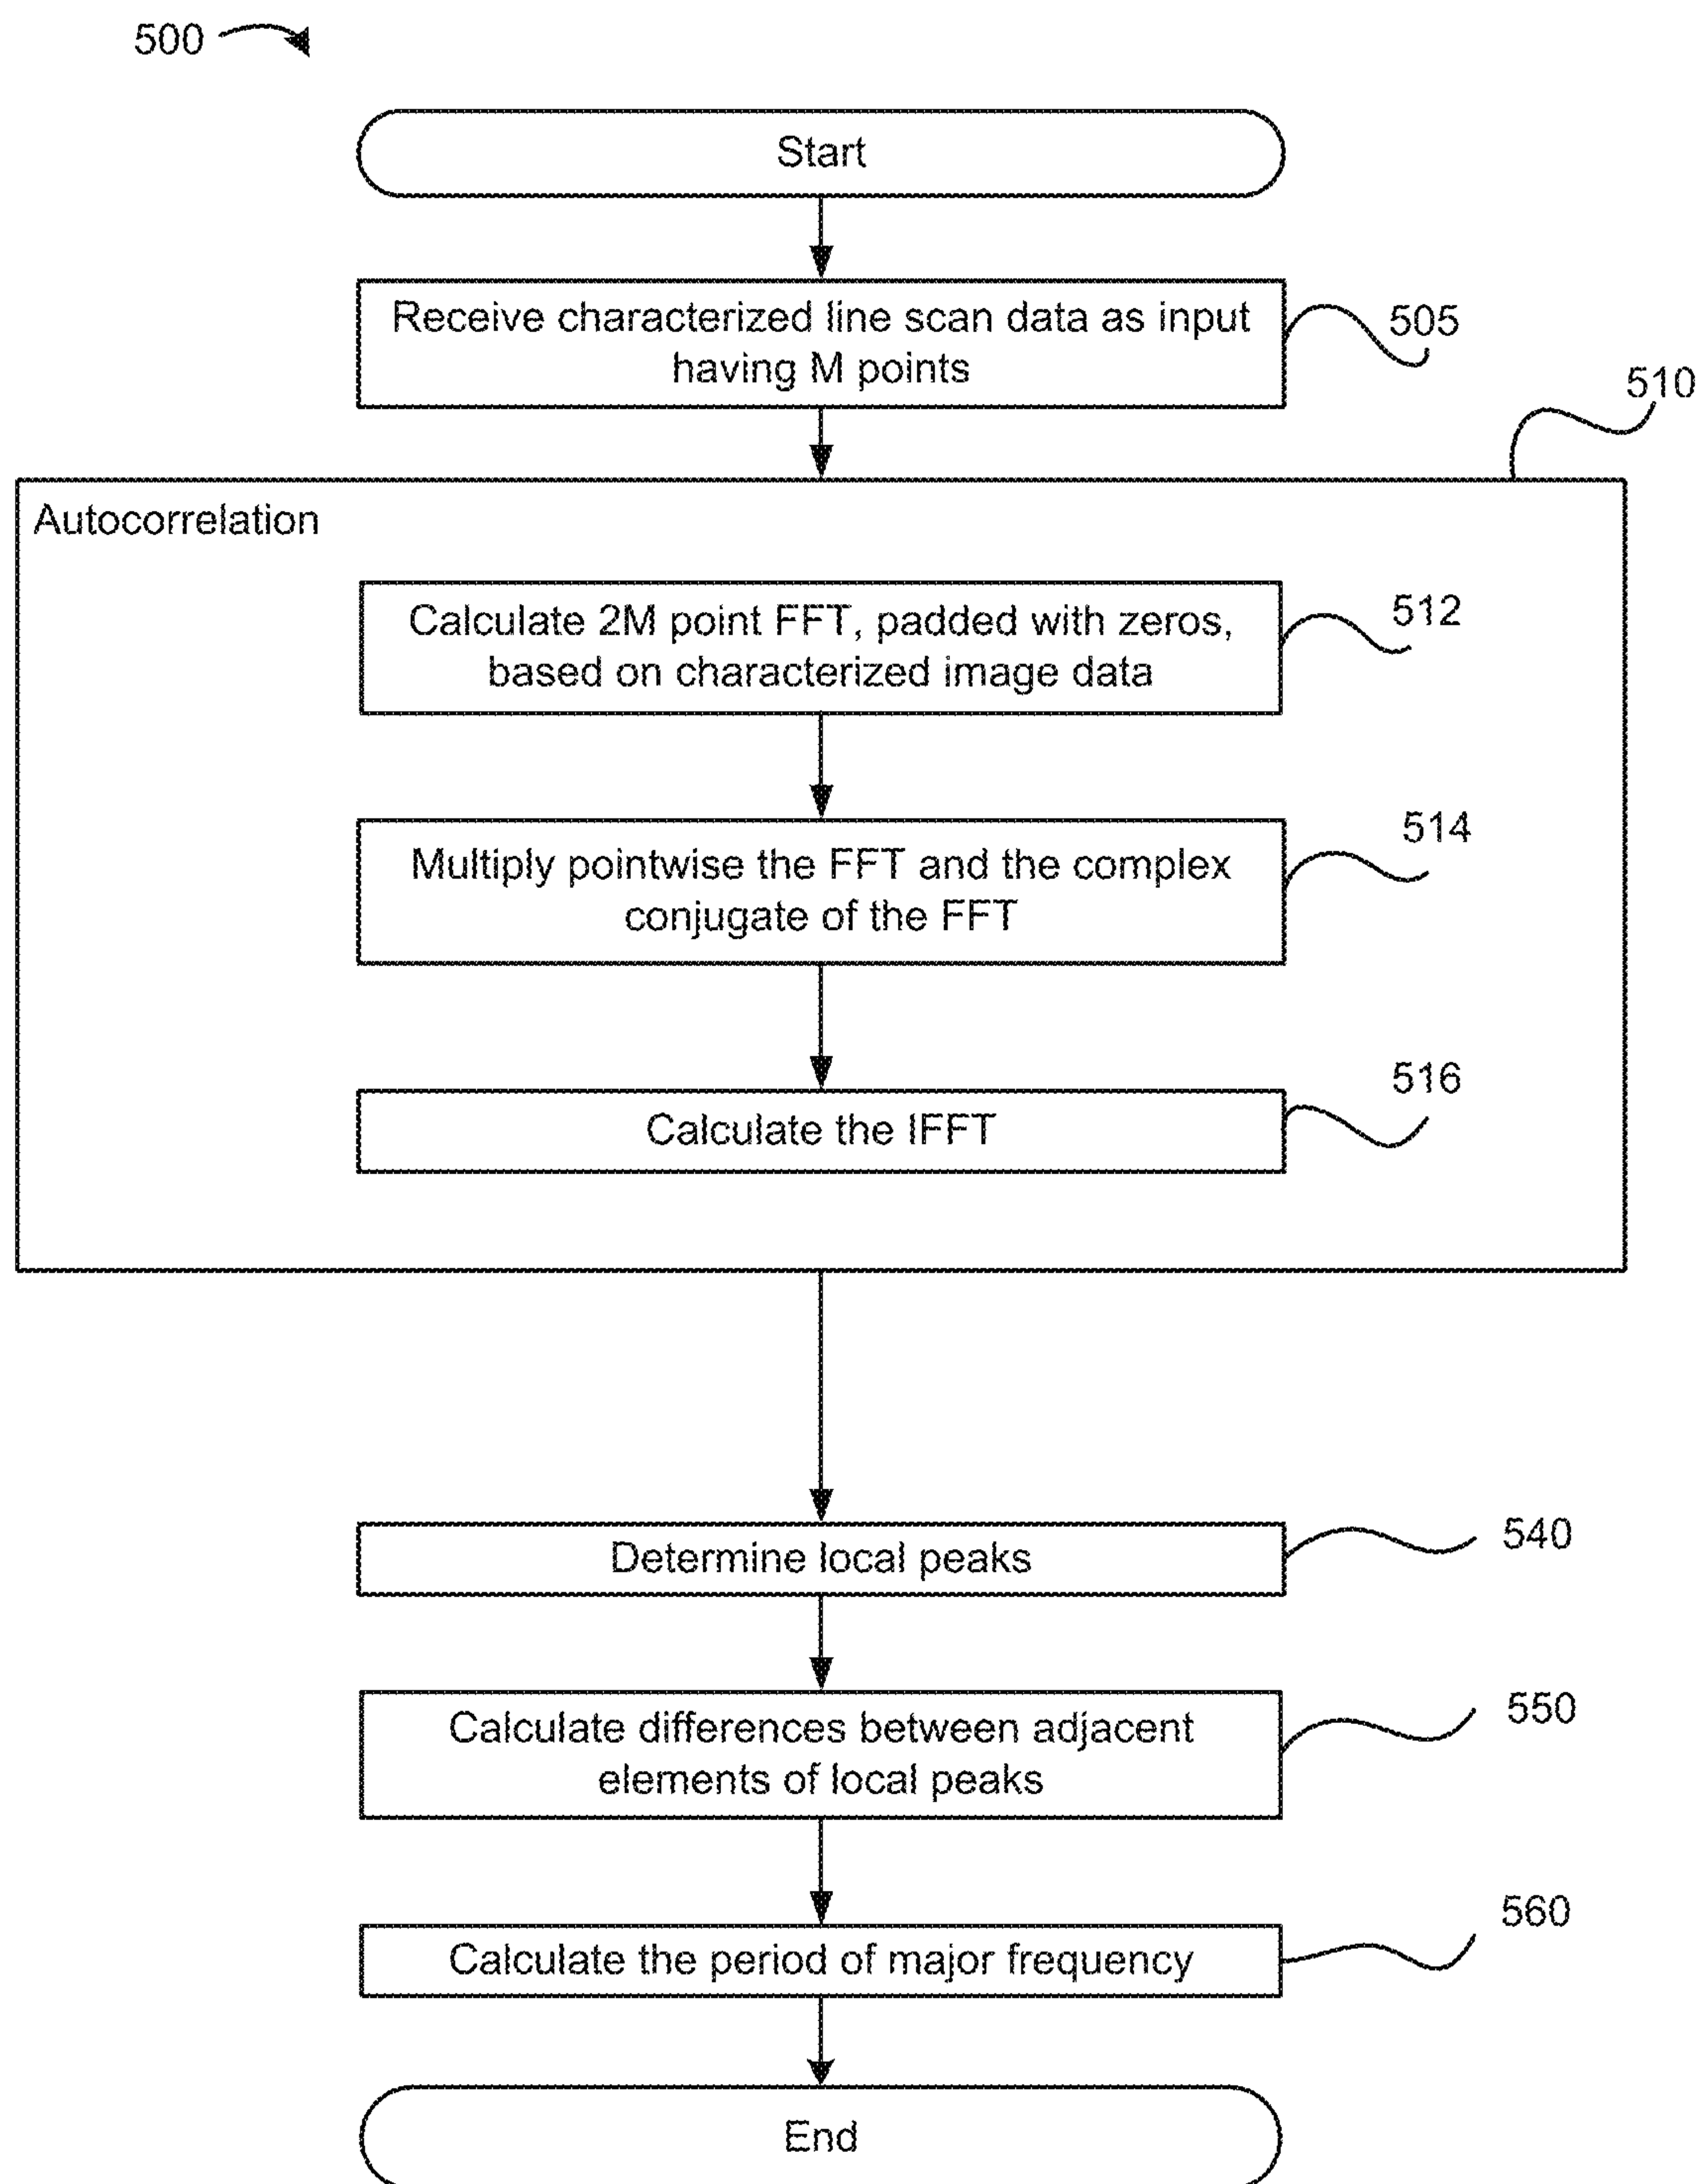 500
Start
Receive characterized line scan data as input
having M points
505
510
Autocorrelation
Calculate 2M point FFT, padded with zeros,
based on characterized image data
512
Multiply pointwise the FFT and the complex
conjugate of the FFT
514
Calculate the IFFT
516
Determine local peaks
540
Calculate differences between adjacent
elements of local peaks
550
Calculate the period of major frequency
560
End